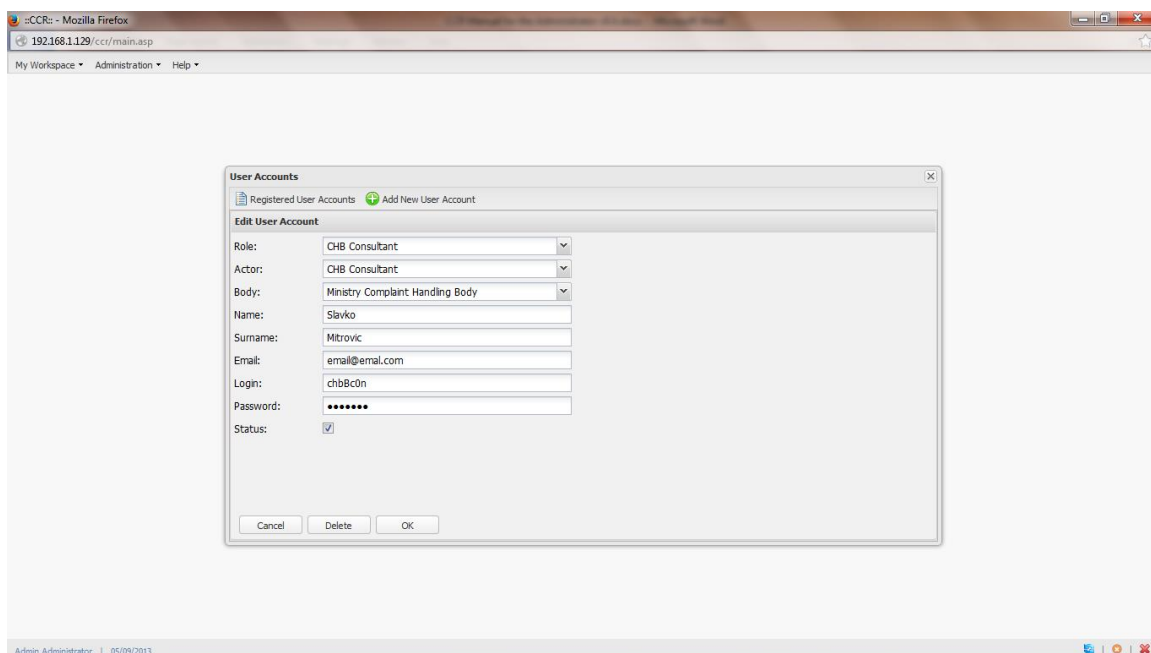 ::CCR:: - Mozilla Firefox
192.168.1.129/ccr/main.asp
My Workspace Administration Help
User Accounts
Registered User Accounts Add New User Account
Edit User Account
Role: CHB Consultant
Actor: CHB Consultant
Body: Ministry Complaint Handling Body
Name: Slavko
Surname: Mitrovic
Email: email@emal.com
Login: chbBc0n
Password: •••••••
Status:
Cancel Delete OK
Admin Administrator | 05/09/2013